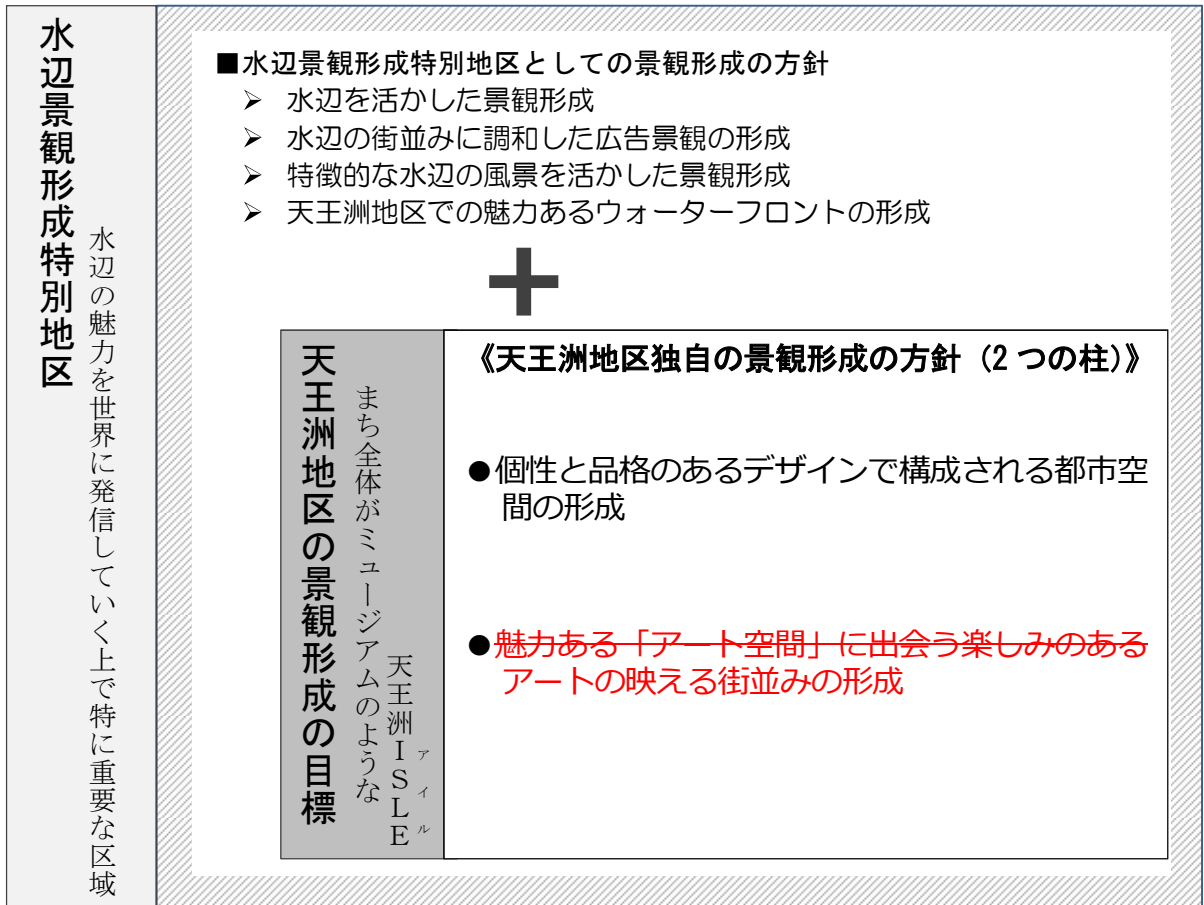 水辺景観形成特別地区
水辺の魅力を世界に発信していく上で特に重要な区域
■水辺景観形成特別地区としての景観形成の方針
➢ 水辺を活かした景観形成
➢ 水辺の街並みに調和した広告景観の形成
➢ 特徴的な水辺の風景を活かした景観形成
➢ 天王洲地区での魅力あるウォーターフロントの形成
+
天王洲地区の景観形成の目標
まち全体がミュージアムのような
天王洲ISLE
アイル
《天王洲地区独自の景観形成の方針（2 つの柱）》
●個性と品格のあるデザインで構成される都市空
間の形成
●魅力ある「アート空間」に出会う楽しみのある
アートの映える街並みの形成